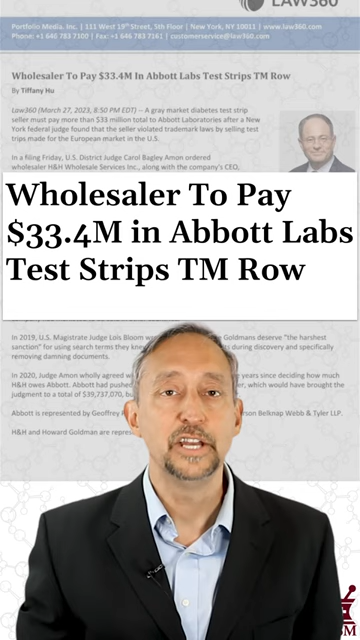 LAW360
Portfolio Media. Inc. | 111 West 19th Street, 5th Floor | New York, NY 10011 | www.law360.com
Phone: +1 646 783 7100 | Fax: +1 646 783 7161 | customerservice@law360.com
Wholesaler To Pay $33.4M In Abbott Labs Test Strips TM Row
By Tiffany Hu
Law360 (March 27, 2023, 8:50 PM EDT) -- A gray market diabetes test strip
seller must pay more than $33 million total to Abbott Laboratories after a New
York federal judge found that the seller violated trademark laws by selling test
trips made for the European market in the U.S.
In a filing Friday, U.S. District Judge Carol Bagley Amon ordered
wholesaler H&H Wholesale Services Inc., along with the company's CEO,
Wholesaler To Pay
$33.4M in Abbott Labs
Test Strips TM Row
In 2019, U.S. Magistrate Judge Lois Bloom Goldmans deserve "the harshest
sanction" for using search terms they knew during discovery and specifically
removing damning documents.
In 2020, Judge Amon wholly agreed years since deciding how much
H&H owes Abbott. Abbott had pushed which would have brought the
judgment to a total of $39,737,070,
Abbott is represented by Geoffrey Belknap Webb & Tyler LLP.
H&H and Howard Goldman are
M